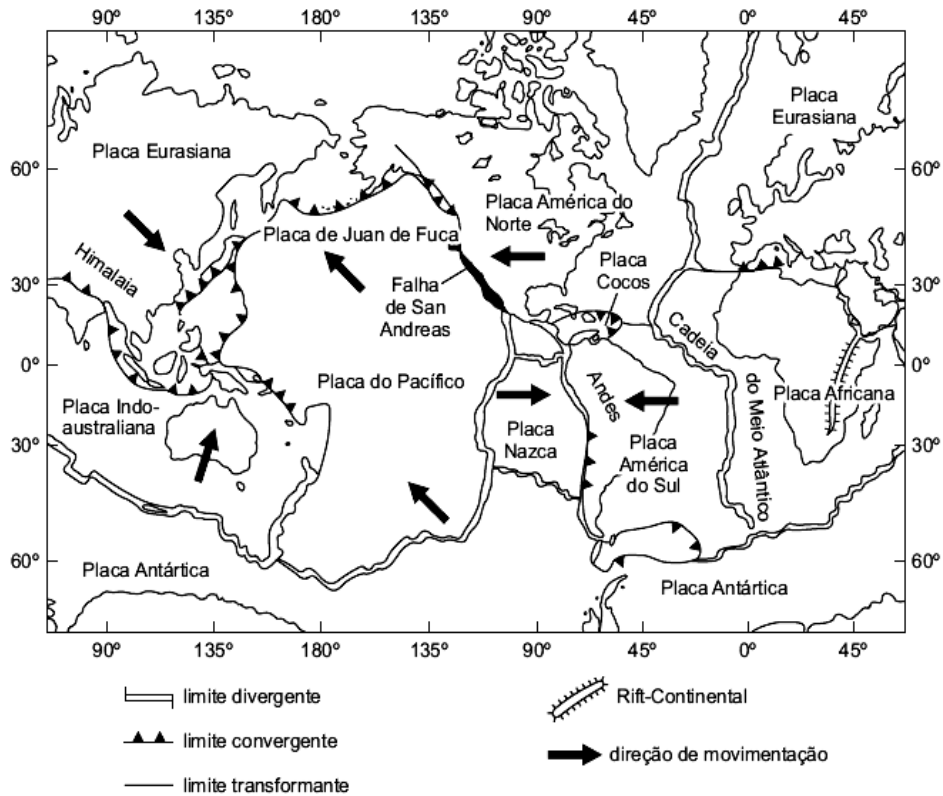 90º 135º 180º 135º 90º 45º 0º 45º
Placa
Eurasiana
Placa Eurasiana
60º
60º
Placa América do
Norte
Placa de Juan de Fuca
Himalaia
Placa
Cocos
30º
Falha
de San
Andreas
30º
Cadeia
do Meio Atlântico
0º
0º
Placa do Pacífico
Andes
Placa Africana
Placa Indo-
australiana
Placa
Nazca
Placa
América
do Sul
30º
30º
60º
60º
Placa Antártica
Placa Antártica
90º 135º 180º 135º 90º 45º 0º 45º
limite divergente
Rift-Continental
limite convergente
direção de movimentação
limite transformante